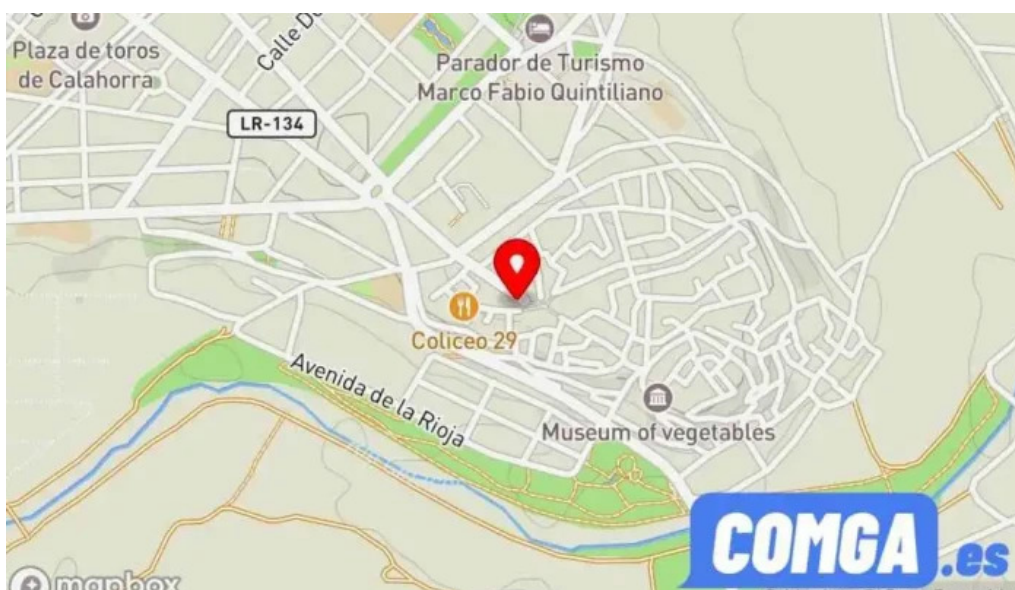 Plaza de toros
de Calahorra
Parador de Turismo
Marco Fabio Quintiliano
LR-134
Coliceo 29
Avenida de la Rioja
Museum of vegetables
COMGA.es
mapbox